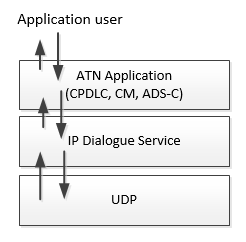 Application user
ATN Application
(CPDLC, CM, ADS-C)
IP Dialogue Service
UDP